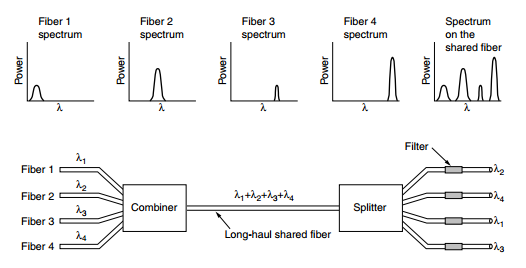 Fiber 1
spectrum
Fiber 2
spectrum
Fiber 3
spectrum
Fiber 4
spectrum
Spectrum
on the
shared fiber
Power
λ
Power
λ
Power
λ
Power
λ
Power
λ
Filter
Fiber 1
λ1
Fiber 2
λ2
Fiber 3
λ3
Fiber 4
λ4
Combiner
λ1+λ2+λ3+λ4
Long-haul shared fiber
Splitter
λ2
λ4
λ1
λ3